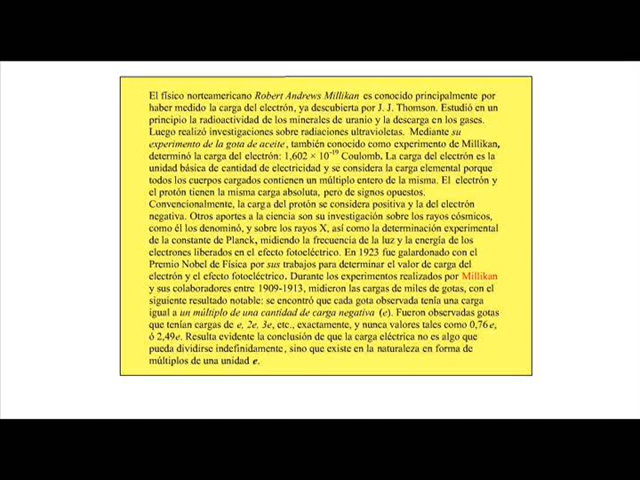 El físico norteamericano Robert Andrews Millikan es conocido principalmente por
haber medido la carga del electrón, ya descubierta por J. J. Thomson. Estudió en un
principio la radioactividad de los minerales de uranio y la descarga en los gases.
Luego realizó investigaciones sobre radiaciones ultravioletas. Mediante su
experimento de la gota de aceite, también conocido como experimento de Millikan,
determinó la carga del electrón: 1,602 × 10⁻¹⁹ Coulomb. La carga del electrón es la
unidad básica de cantidad de electricidad y se considera la carga elemental porque
todos los cuerpos cargados contienen un múltiplo entero de la misma. El electrón y
el protón tienen la misma carga absoluta, pero de signos opuestos.
Convencionalmente, la carga del protón se considera positiva y la del electrón
negativa. Otros aportes a la ciencia son su investigación sobre los rayos cósmicos,
como él los denominó, y sobre los rayos X, así como la determinación experimental
de la constante de Planck, midiendo la frecuencia de la luz y la energía de los
electrones liberados en el efecto fotoeléctrico. En 1923 fue galardonado con el
Premio Nobel de Física por sus trabajos para determinar el valor de carga del
electrón y el efecto fotoeléctrico. Durante los experimentos realizados por Millikan
y sus colaboradores entre 1909-1913, midieron las cargas de miles de gotas, con el
siguiente resultado notable: se encontró que cada gota observada tenía una carga
igual a un múltiplo de una cantidad de carga negativa (e). Fueron observadas gotas
que tenían cargas de e, 2e, 3e, etc., exactamente, y nunca valores tales como 0,76e,
ó 2,49e. Resulta evidente la conclusión de que la carga eléctrica no es algo que
pueda dividirse indefinidamente, sino que existe en la naturaleza en forma de
múltiplos de una unidad e.